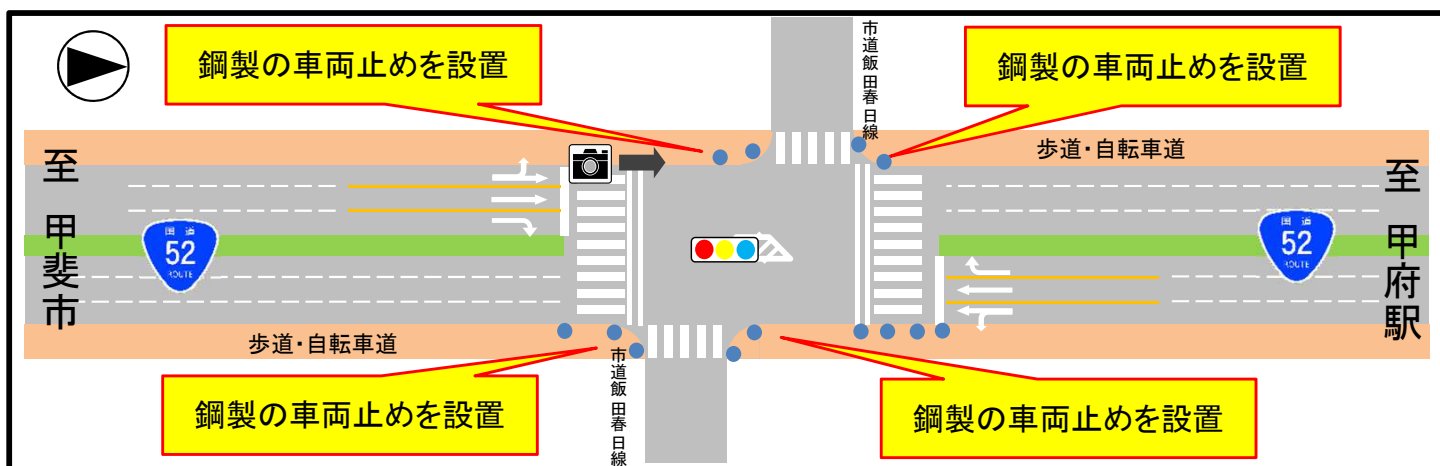 鋼製の車両止めを設置
市道飯田春日線
鋼製の車両止めを設置
歩道・自転車道
至 甲斐市
国道
52
ROUTE
国道
52
ROUTE
至 甲府駅
歩道・自転車道
鋼製の車両止めを設置
市道飯田春日線
鋼製の車両止めを設置